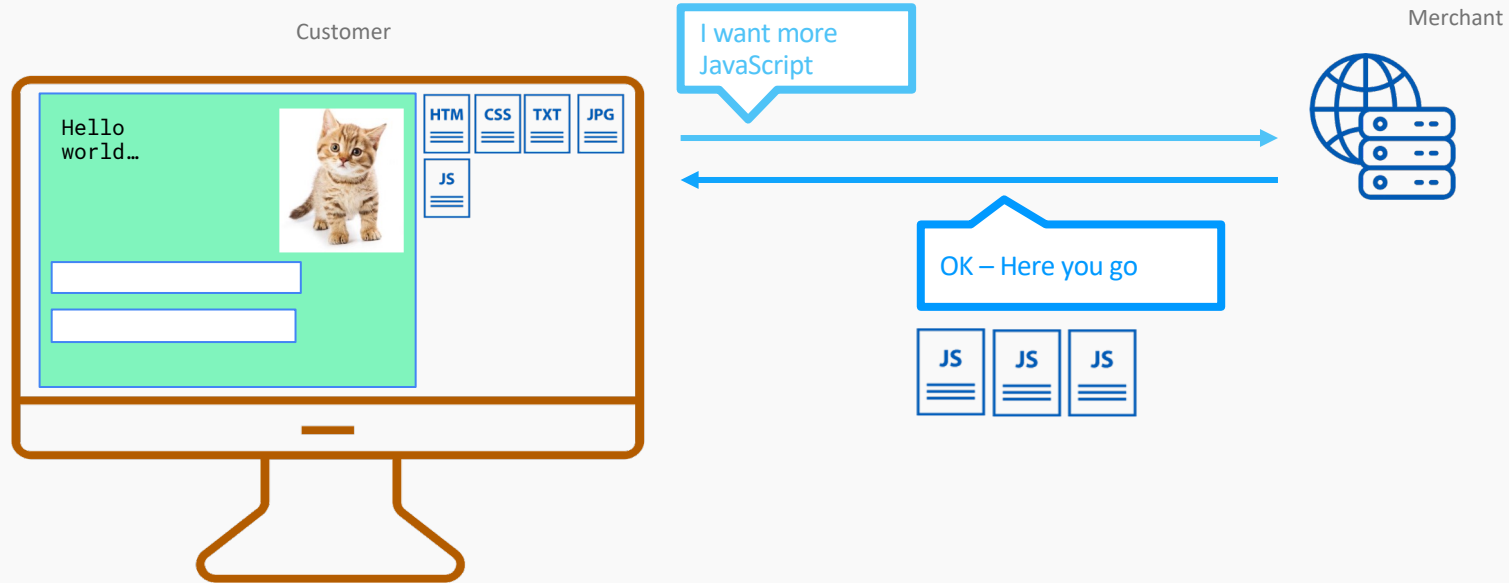 Customer
Merchant
I want more
JavaScript
Hello
world…
HTM
CSS
TXT
JPG
JS
OK – Here you go
JS
JS
JS